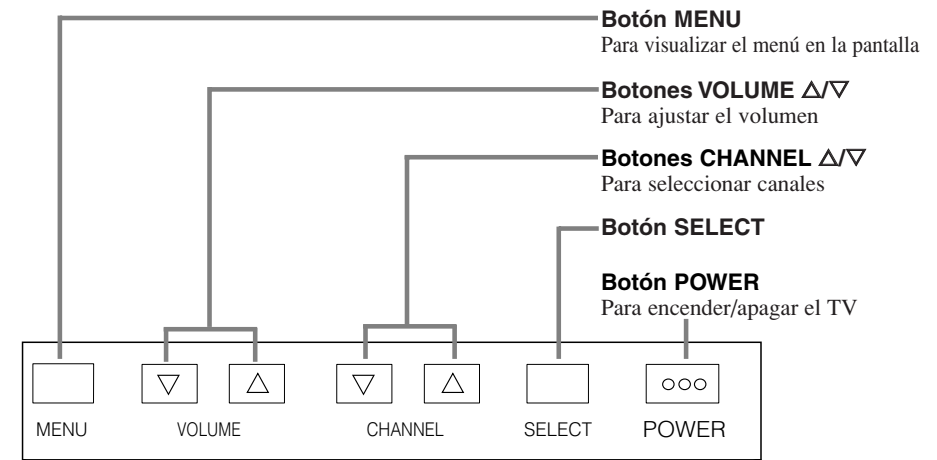 Botón MENU
Para visualizar el menú en la pantalla
Botones VOLUME △/▽
Para ajustar el volumen
Botones CHANNEL △/▽
Para seleccionar canales
Botón SELECT
Botón POWER
Para encender/apagar el TV
MENU VOLUME CHANNEL SELECT POWER